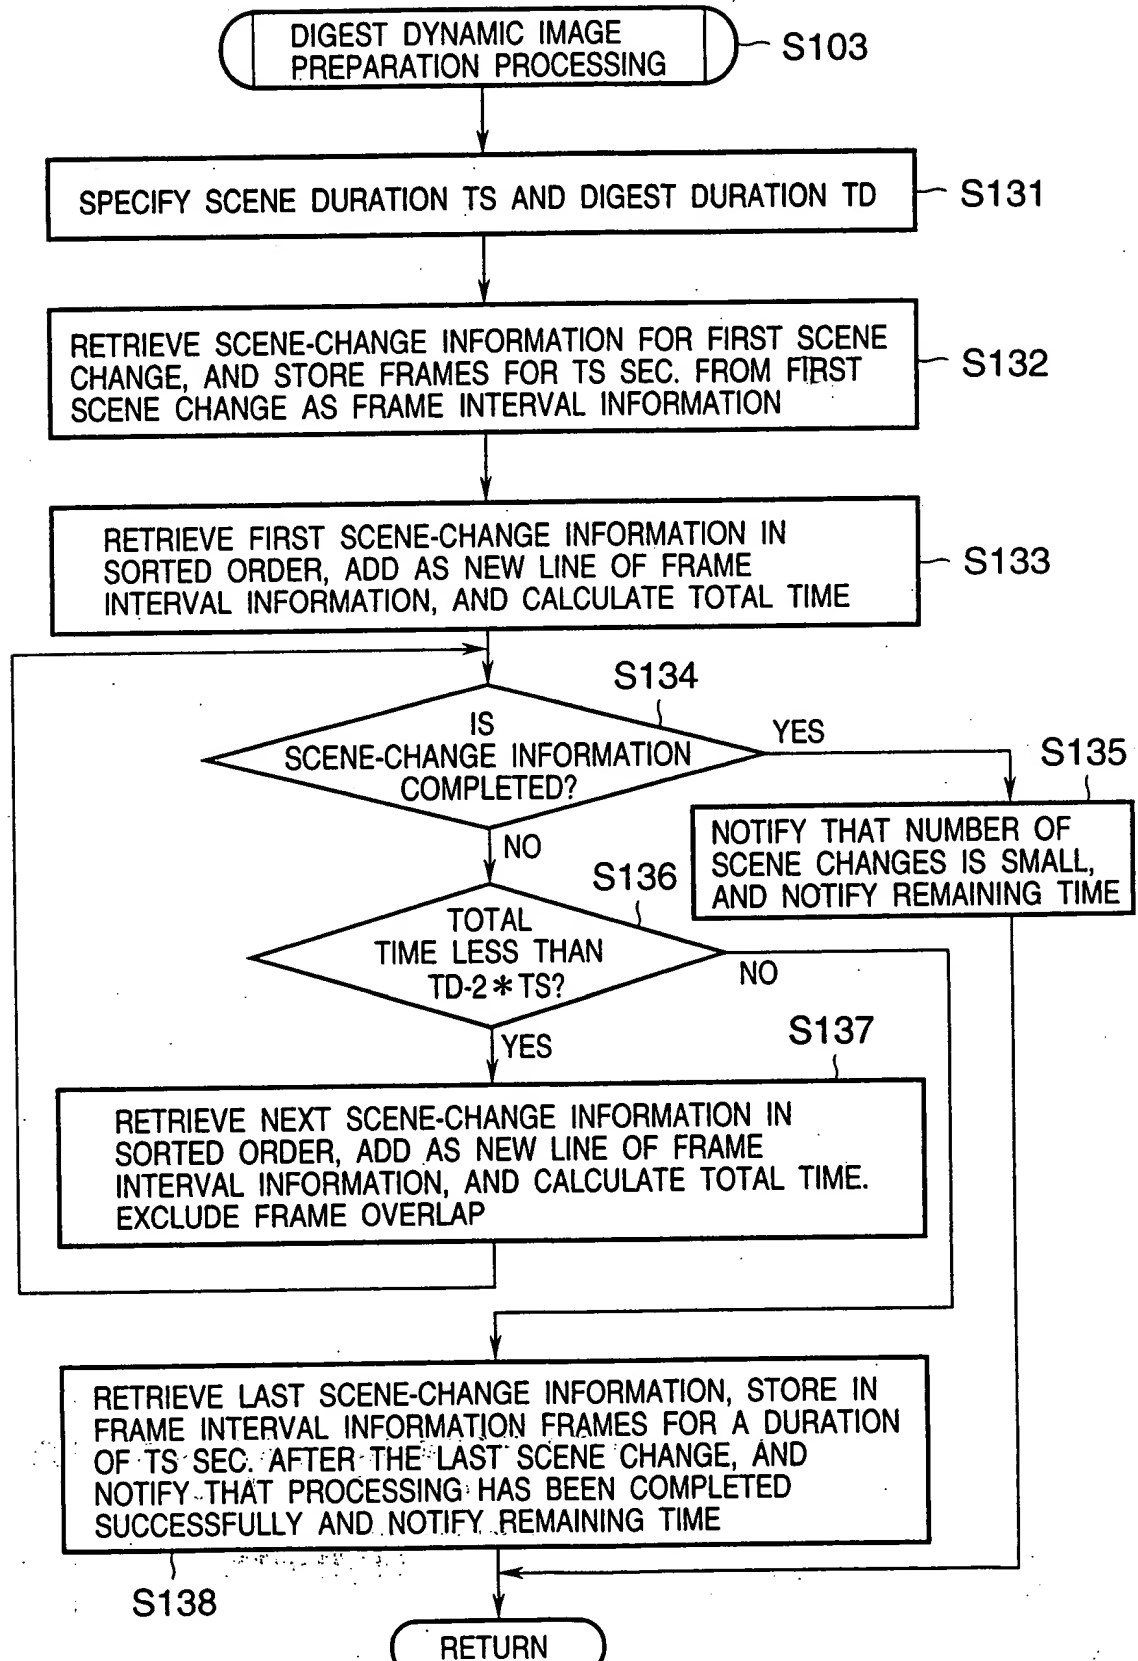 DIGEST DYNAMIC IMAGE
PREPARATION PROCESSING
S103
SPECIFY SCENE DURATION TS AND DIGEST DURATION TD
S131
RETRIEVE SCENE-CHANGE INFORMATION FOR FIRST SCENE
CHANGE, AND STORE FRAMES FOR TS SEC. FROM FIRST
SCENE CHANGE AS FRAME INTERVAL INFORMATION
S132
RETRIEVE FIRST SCENE-CHANGE INFORMATION IN
SORTED ORDER, ADD AS NEW LINE OF FRAME
INTERVAL INFORMATION, AND CALCULATE TOTAL TIME
S133
S134
IS
SCENE-CHANGE INFORMATION
COMPLETED?
YES
S135
NOTIFY THAT NUMBER OF
SCENE CHANGES IS SMALL,
AND NOTIFY REMAINING TIME
NO
S136
TOTAL
TIME LESS THAN
TD-2*TS?
NO
YES
S137
RETRIEVE NEXT SCENE-CHANGE INFORMATION IN
SORTED ORDER, ADD AS NEW LINE OF FRAME
INTERVAL INFORMATION, AND CALCULATE TOTAL TIME.
EXCLUDE FRAME OVERLAP
RETRIEVE LAST SCENE-CHANGE INFORMATION, STORE IN
FRAME INTERVAL INFORMATION FRAMES FOR A DURATION
OF TS SEC. AFTER THE LAST SCENE CHANGE, AND
NOTIFY THAT PROCESSING HAS BEEN COMPLETED
SUCCESSFULLY AND NOTIFY REMAINING TIME
S138
RETURN